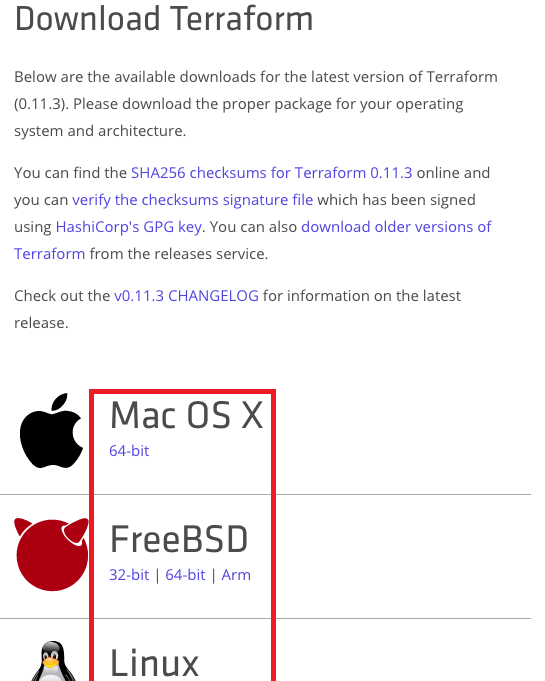 Download Terraform
Below are the available downloads for the latest version of Terraform
(0.11.3). Please download the proper package for your operating
system and architecture.
You can find the SHA256 checksums for Terraform 0.11.3 online and
you can verify the checksums signature file which has been signed
using HashiCorp's GPG key. You can also download older versions of
Terraform from the releases service.
Check out the v0.11.3 CHANGELOG for information on the latest
release.
Mac OS X
64-bit
FreeBSD
32-bit | 64-bit | Arm
Linux